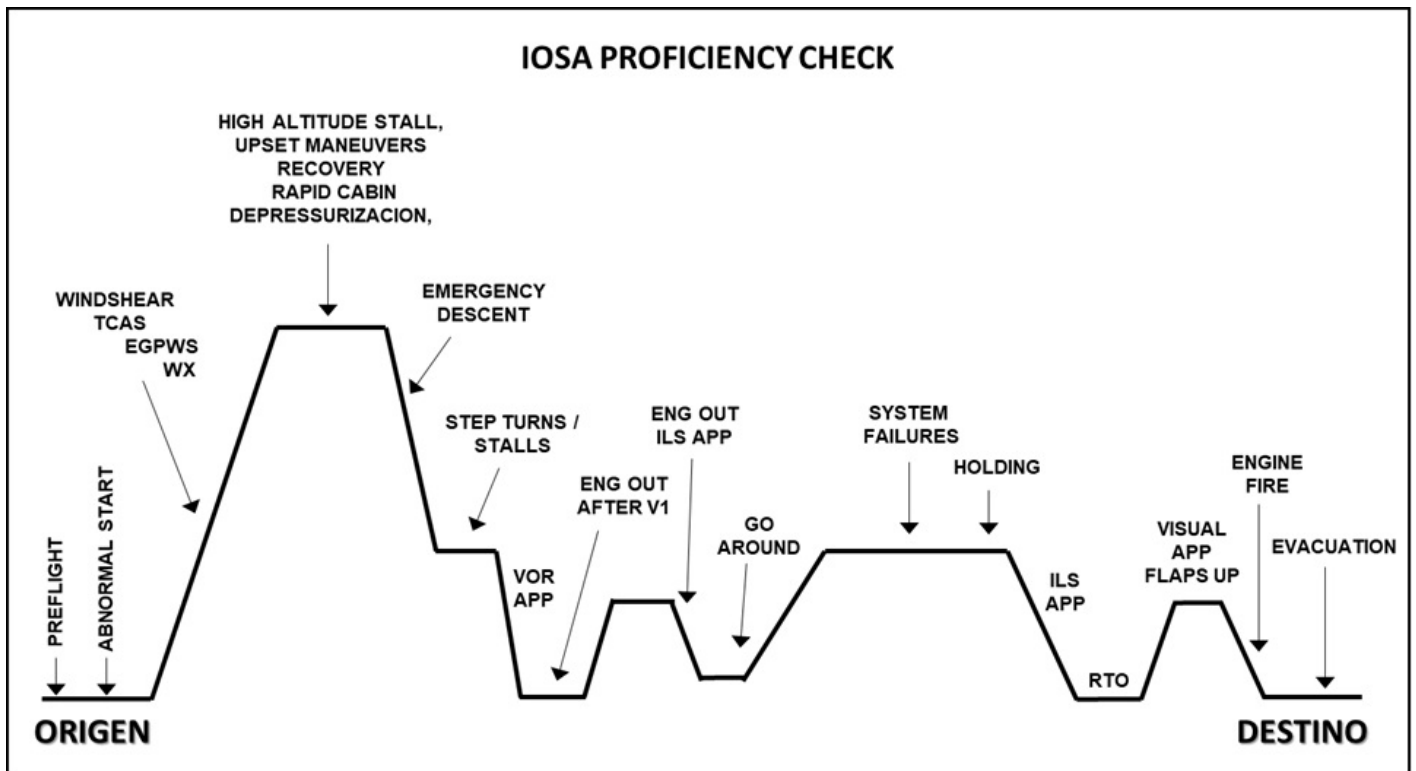 IOSA PROFICIENCY CHECK
HIGH ALTITUDE STALL,
UPSET MANEUVERS
RECOVERY
RAPID CABIN
DEPRESSURIZACION,
WINDSHEAR
TCAS
EGPWS
WX
EMERGENCY
DESCENT
PREFLIGHT
ABNORMAL START
STEP TURNS /
STALLS
VOR
APP
ENG OUT
AFTER V1
ENG OUT
ILS APP
GO
AROUND
SYSTEM
FAILURES
HOLDING
ILS
APP
RTO
VISUAL
APP
FLAPS UP
ENGINE
FIRE
EVACUATION
ORIGEN
DESTINO